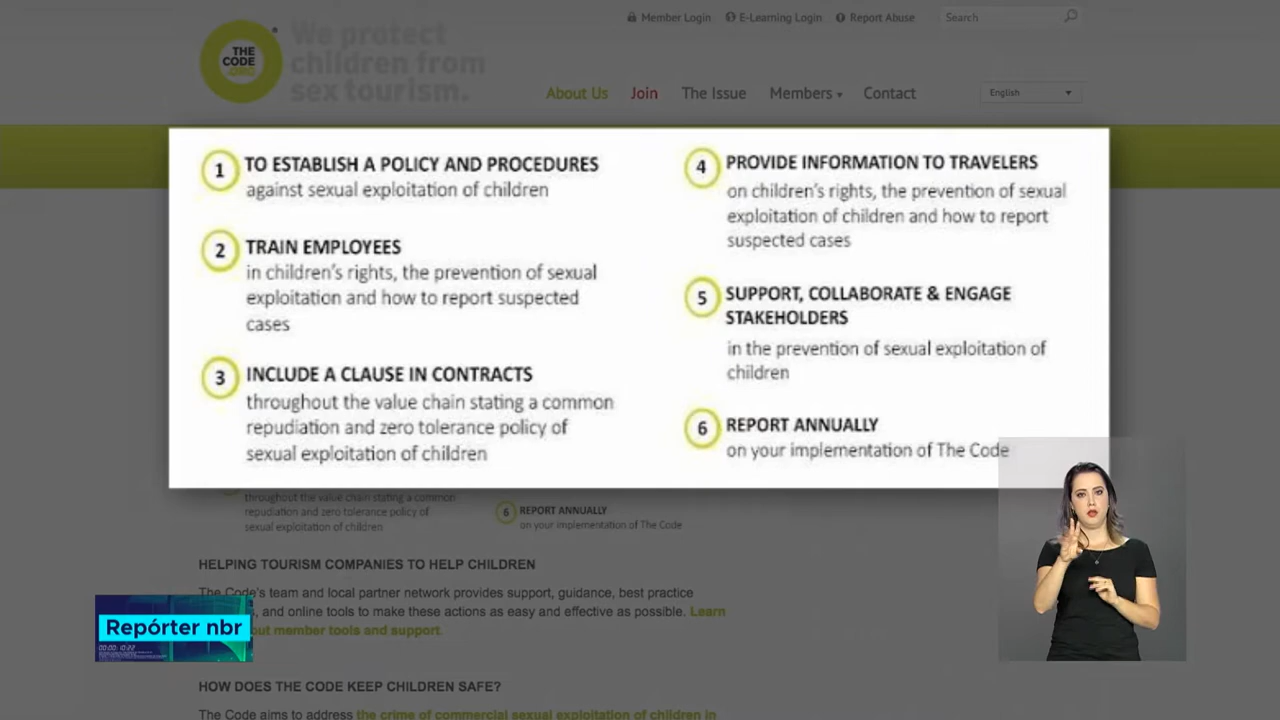 Member Login
E-Learning Login
Report Abuse
Search
THE
CODE
.ORG
We protect
children from
sex tourism.
About Us
Join
The Issue
Members
Contact
English
1
TO ESTABLISH A POLICY AND PROCEDURES
against sexual exploitation of children
2
TRAIN EMPLOYEES
in children's rights, the prevention of sexual
exploitation and how to report suspected
cases
3
INCLUDE A CLAUSE IN CONTRACTS
throughout the value chain stating a common
repudiation and zero tolerance policy of
sexual exploitation of children
4
PROVIDE INFORMATION TO TRAVELERS
on children's rights, the prevention of sexual
exploitation of children and how to report
suspected cases
5
SUPPORT, COLLABORATE & ENGAGE
STAKEHOLDERS
in the prevention of sexual exploitation of
children
6
REPORT ANNUALLY
on your implementation of The Code
throughout the value chain stating a common
repudiation and zero tolerance policy of
sexual exploitation of children
6
REPORT ANNUALLY
on your implementation of The Code
HELPING TOURISM COMPANIES TO HELP CHILDREN
The Code's team and local partner network provides support, guidance, best practice
and online tools to make these actions as easy and effective as possible. Learn
member tools and support.
Repórter nbr
HOW DOES THE CODE KEEP CHILDREN SAFE?
The Code aims to address the crime of commercial sexual exploitation of children in